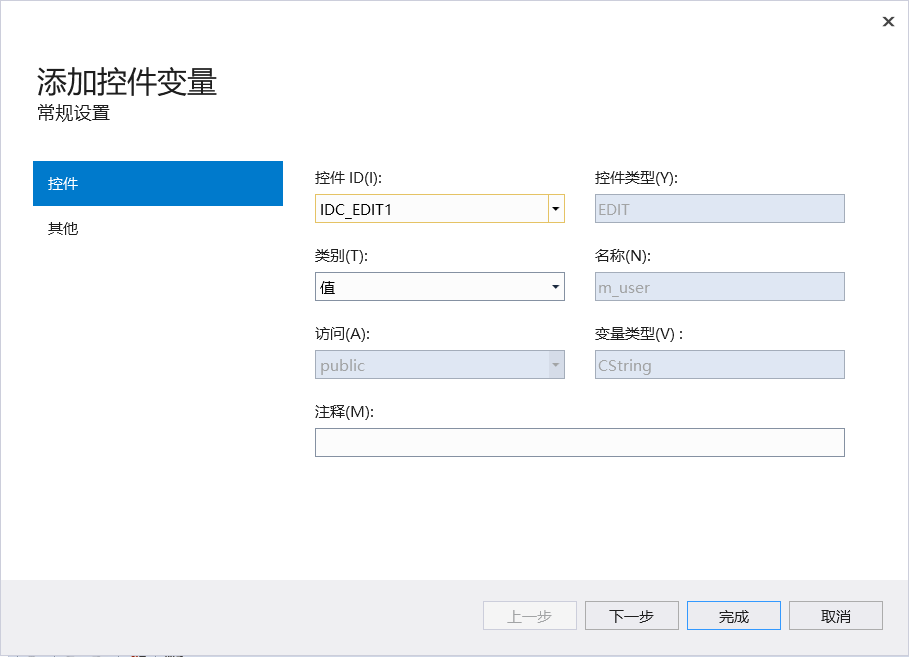 添加控件变量
常规设置
控件
其他
控件 ID(I):
控件类型(Y):
IDC_EDIT1
EDIT
类别(T):
名称(N):
值
m_user
访问(A):
变量类型(V) :
public
CString
注释(M):
上一步
下一步
完成
取消